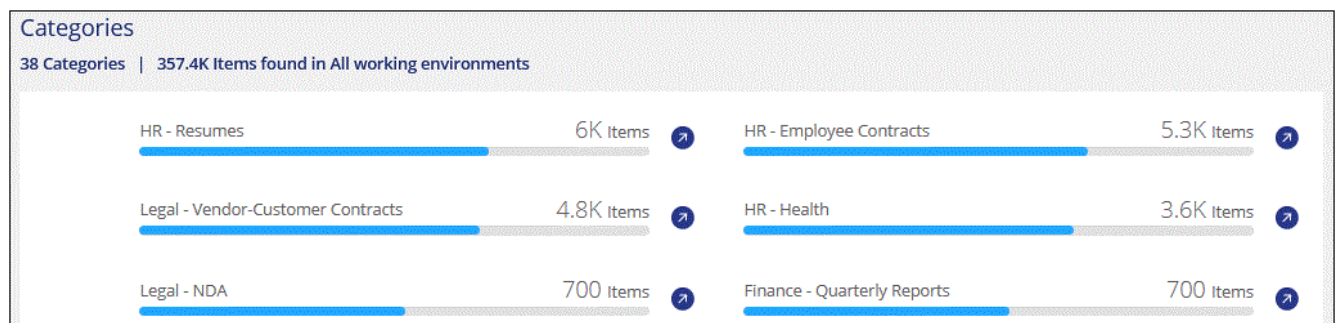 Categories
38 Categories | 357.4K Items found in All working environments
HR - Resumes 6K Items
HR - Employee Contracts 5.3K Items
Legal - Vendor-Customer Contracts 4.8K Items
HR - Health 3.6K Items
Legal - NDA 700 Items
Finance - Quarterly Reports 700 Items